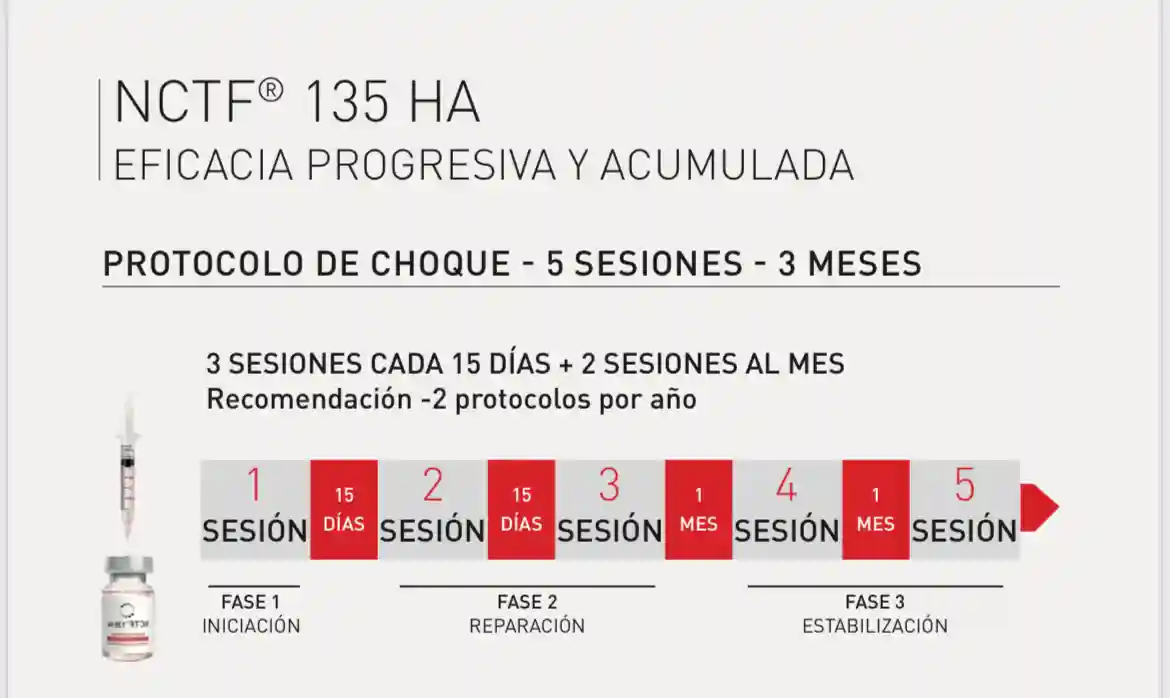 NCTF® 135 HA
EFICACIA PROGRESIVA Y ACUMULADA
PROTOCOLO DE CHOQUE - 5 SESIONES - 3 MESES
3 SESIONES CADA 15 DÍAS + 2 SESIONES AL MES
Recomendación -2 protocolos por año
1 SESIÓN
15 DÍAS
2 SESIÓN
15 DÍAS
3 SESIÓN
1 MES
4 SESIÓN
1 MES
5 SESIÓN
FASE 1
INICIACIÓN
FASE 2
REPARACIÓN
FASE 3
ESTABILIZACIÓN